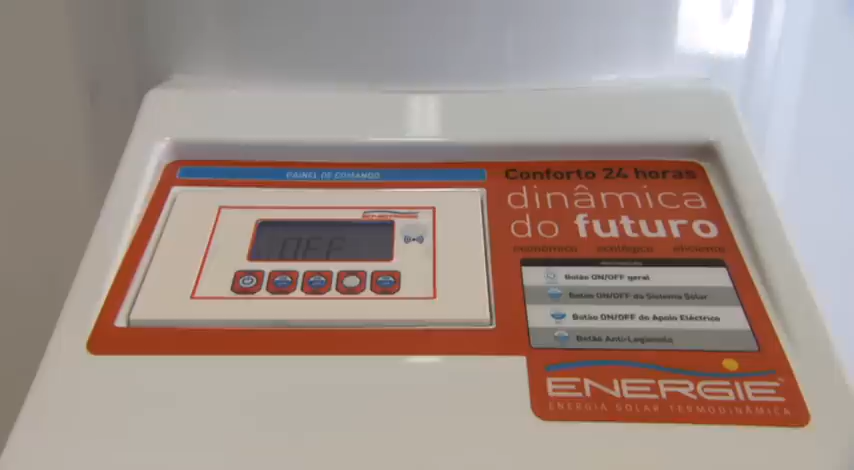 PAINEL DE COMANDO
OFF
Conforto 24 horas
dinâmica
do futuro
económico ecológico eficiente
Botão ON/OFF geral
Botão ON/OFF do Sistema Solar
Botão ON/OFF do Apoio Eléctrico
Botão Anti-Legionela
ENERGIE
ENERGIA SOLAR TERMODINÂMICA